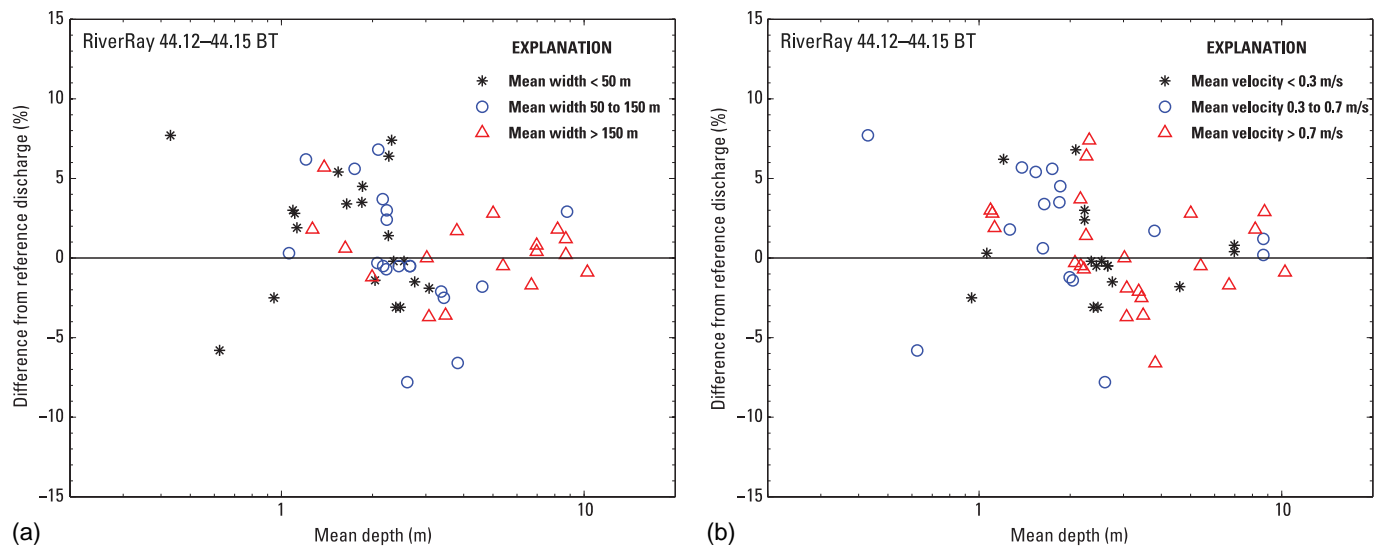 RiverRay 44.12–44.15 BT
EXPLANATION
Mean width < 50 m
Mean width 50 to 150 m
Mean width > 150 m
Difference from reference discharge (%)
15
10
5
0
−5
−10
−15
1
10
Mean depth (m)
(a)
RiverRay 44.12–44.15 BT
EXPLANATION
Mean velocity < 0.3 m/s
Mean velocity 0.3 to 0.7 m/s
Mean velocity > 0.7 m/s
Difference from reference discharge (%)
15
10
5
0
−5
−10
−15
1
10
Mean depth (m)
(b)